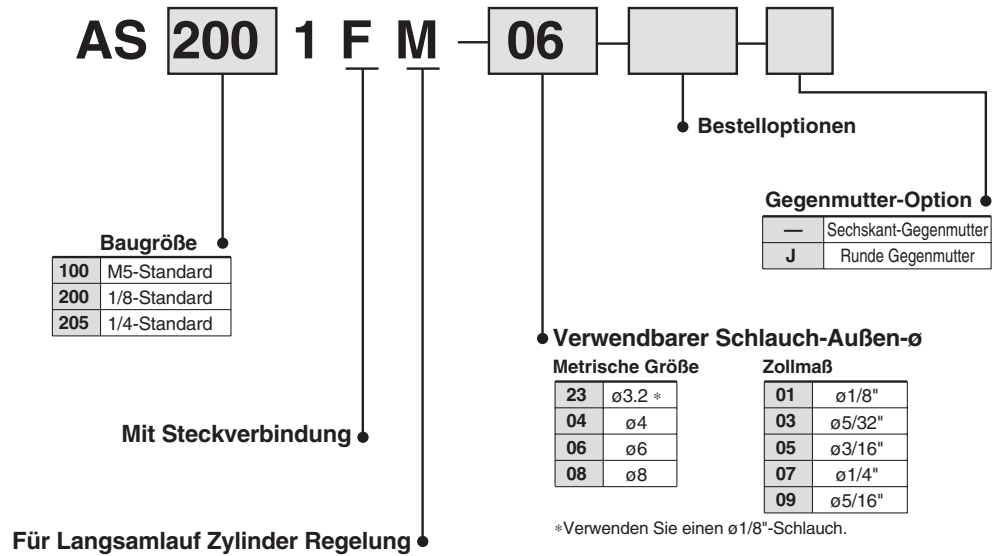 AS 200 1 F M - 06 - -
Bestelloptionen
Gegenmutter-Option
— Sechskant-Gegenmutter
J Runde Gegenmutter
Baugröße
100 M5-Standard
200 1/8-Standard
205 1/4-Standard
Verwendbarer Schlauch-Außen-ø
Metrische Größe
23 ø3.2 *
04 ø4
06 ø6
08 ø8
Zollmaß
01 ø1/8"
03 ø5/32"
05 ø3/16"
07 ø1/4"
09 ø5/16"
*Verwenden Sie einen ø1/8"-Schlauch.
Mit Steckverbindung
Für Langsamlauf Zylinder Regelung